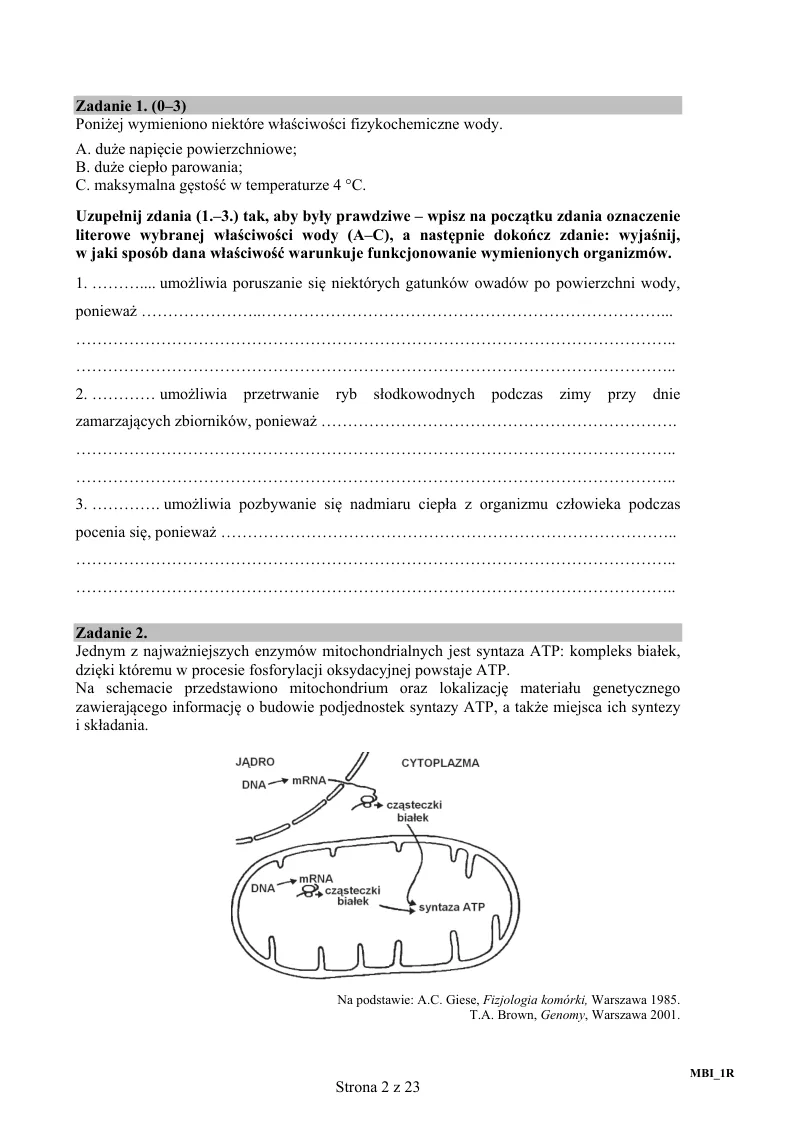 Zadanie 1. (0–3)
Poniżej wymieniono niektóre właściwości fizykochemiczne wody.
A. duże napięcie powierzchniowe;
B. duże ciepło parowania;
C. maksymalna gęstość w temperaturze 4 °C.
Uzupełnij zdania (1.–3.) tak, aby były prawdziwe – wpisz na początku zdania oznaczenie
literowe wybranej właściwości wody (A–C), a następnie dokończ zdanie: wyjaśnij,
w jaki sposób dana właściwość warunkuje funkcjonowanie wymienionych organizmów.
1. ……….... umożliwia poruszanie się niektórych gatunków owadów po powierzchni wody,
ponieważ …………………..…………………………………………………………………...
………………………………………………………………………………………………..
………………………………………………………………………………………………..
2. ………… umożliwia przetrwanie ryb słodkowodnych podczas zimy przy dnie
zamarzających zbiorników, ponieważ ………………………………………………………….
………………………………………………………………………………………………..
………………………………………………………………………………………………..
3. …………. umożliwia pozbywanie się nadmiaru ciepła z organizmu człowieka podczas
pocenia się, ponieważ …………………………………………………………………………..
………………………………………………………………………………………………..
………………………………………………………………………………………………..
Zadanie 2.
Jednym z najważniejszych enzymów mitochondrialnych jest syntaza ATP: kompleks białek,
dzięki któremu w procesie fosforylacji oksydacyjnej powstaje ATP.
Na schemacie przedstawiono mitochondrium oraz lokalizację materiału genetycznego
zawierającego informację o budowie podjednostek syntazy ATP, a także miejsca ich syntezy
i składania.
JĄDRO
CYTOPLAZMA
DNA
mRNA
cząsteczki
białek
mRNA
DNA
cząsteczki
białek
syntaza ATP
Na podstawie: A.C. Giese, Fizjologia komórki, Warszawa 1985.
T.A. Brown, Genomy, Warszawa 2001.
MBI_1R
Strona 2 z 23